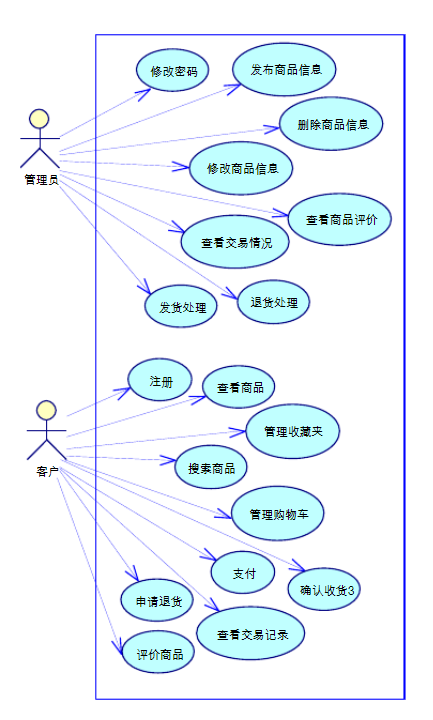 修改密码
发布商品信息
删除商品信息
修改商品信息
管理员
查看商品评价
查看交易情况
发货处理
退货处理
注册
查看商品
管理收藏夹
搜索商品
客户
管理购物车
支付
确认收货3
申请退货
查看交易记录
评价商品